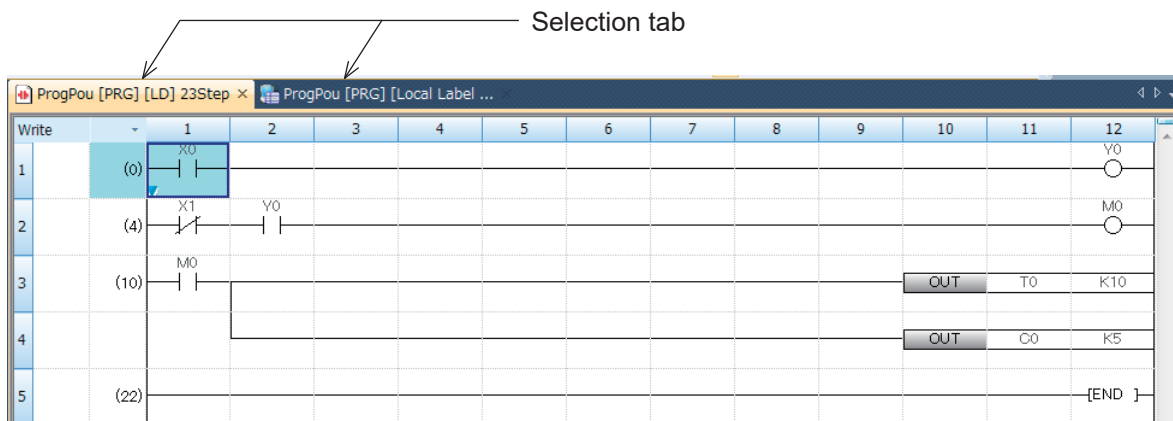 Selection tab
ProgPou [PRG] [LD] 23Step × ProgPou [PRG] [Local Label ... ×
Write 1 2 3 4 5 6 7 8 9 10 11 12
X0 Y0
1 (0)
X1 Y0 M0
2 (4)
M0
3 (10) OUT T0 K10
4 OUT C0 K5
5 (22) [END ]